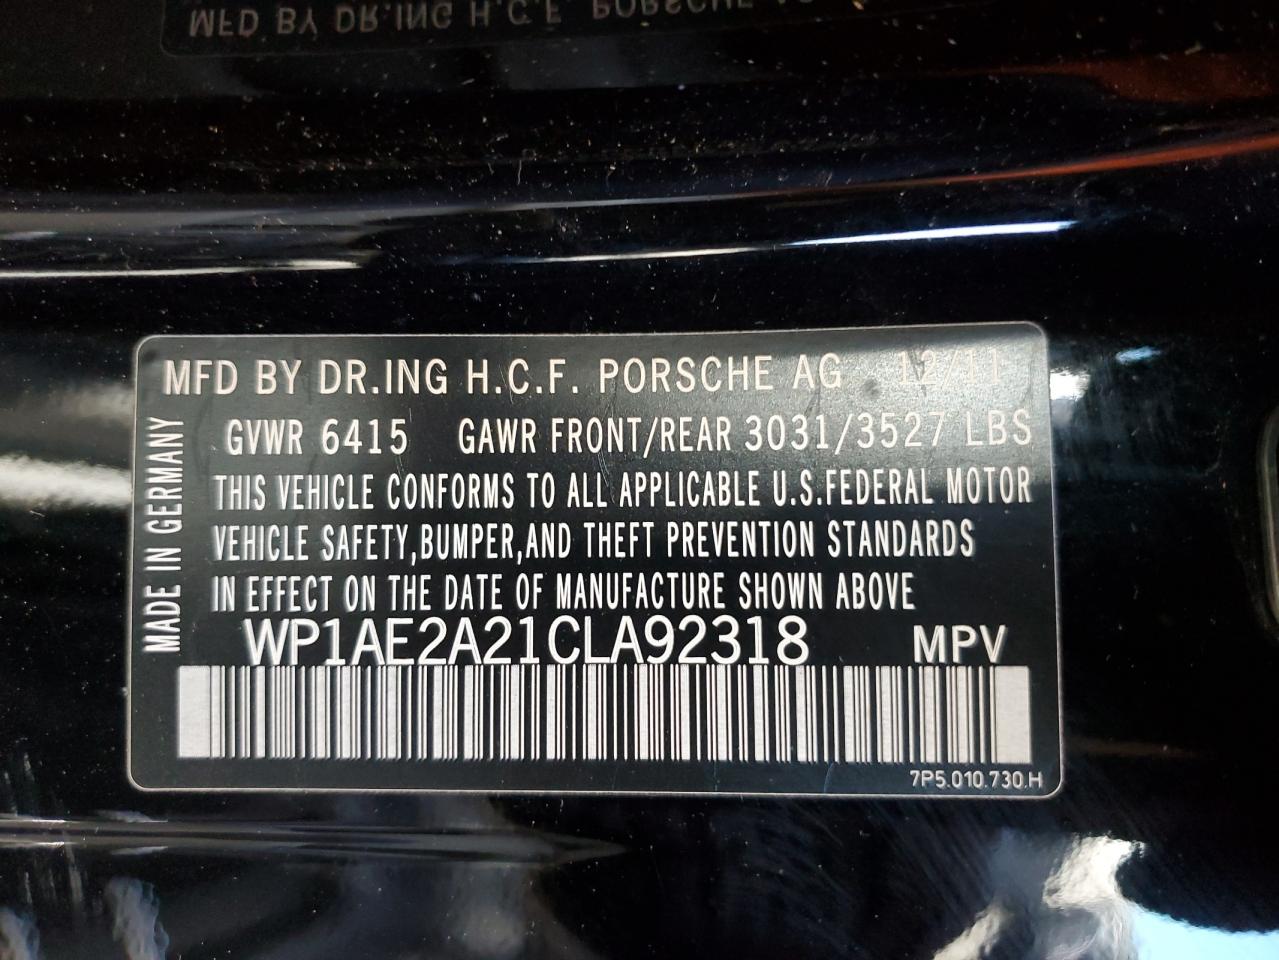 MFD BY DR.ING H.C.F. PORSCHE
MFD BY DR.ING H.C.F. PORSCHE AG 12/11
GVWR 6415 GAWR FRONT/REAR 3031/3527 LBS
THIS VEHICLE CONFORMS TO ALL APPLICABLE U.S.FEDERAL MOTOR
VEHICLE SAFETY,BUMPER,AND THEFT PREVENTION STANDARDS
IN EFFECT ON THE DATE OF MANUFACTURE SHOWN ABOVE
MADE IN GERMANY
WP1AE2A21CLA92318 MPV
7P5.010.730.H